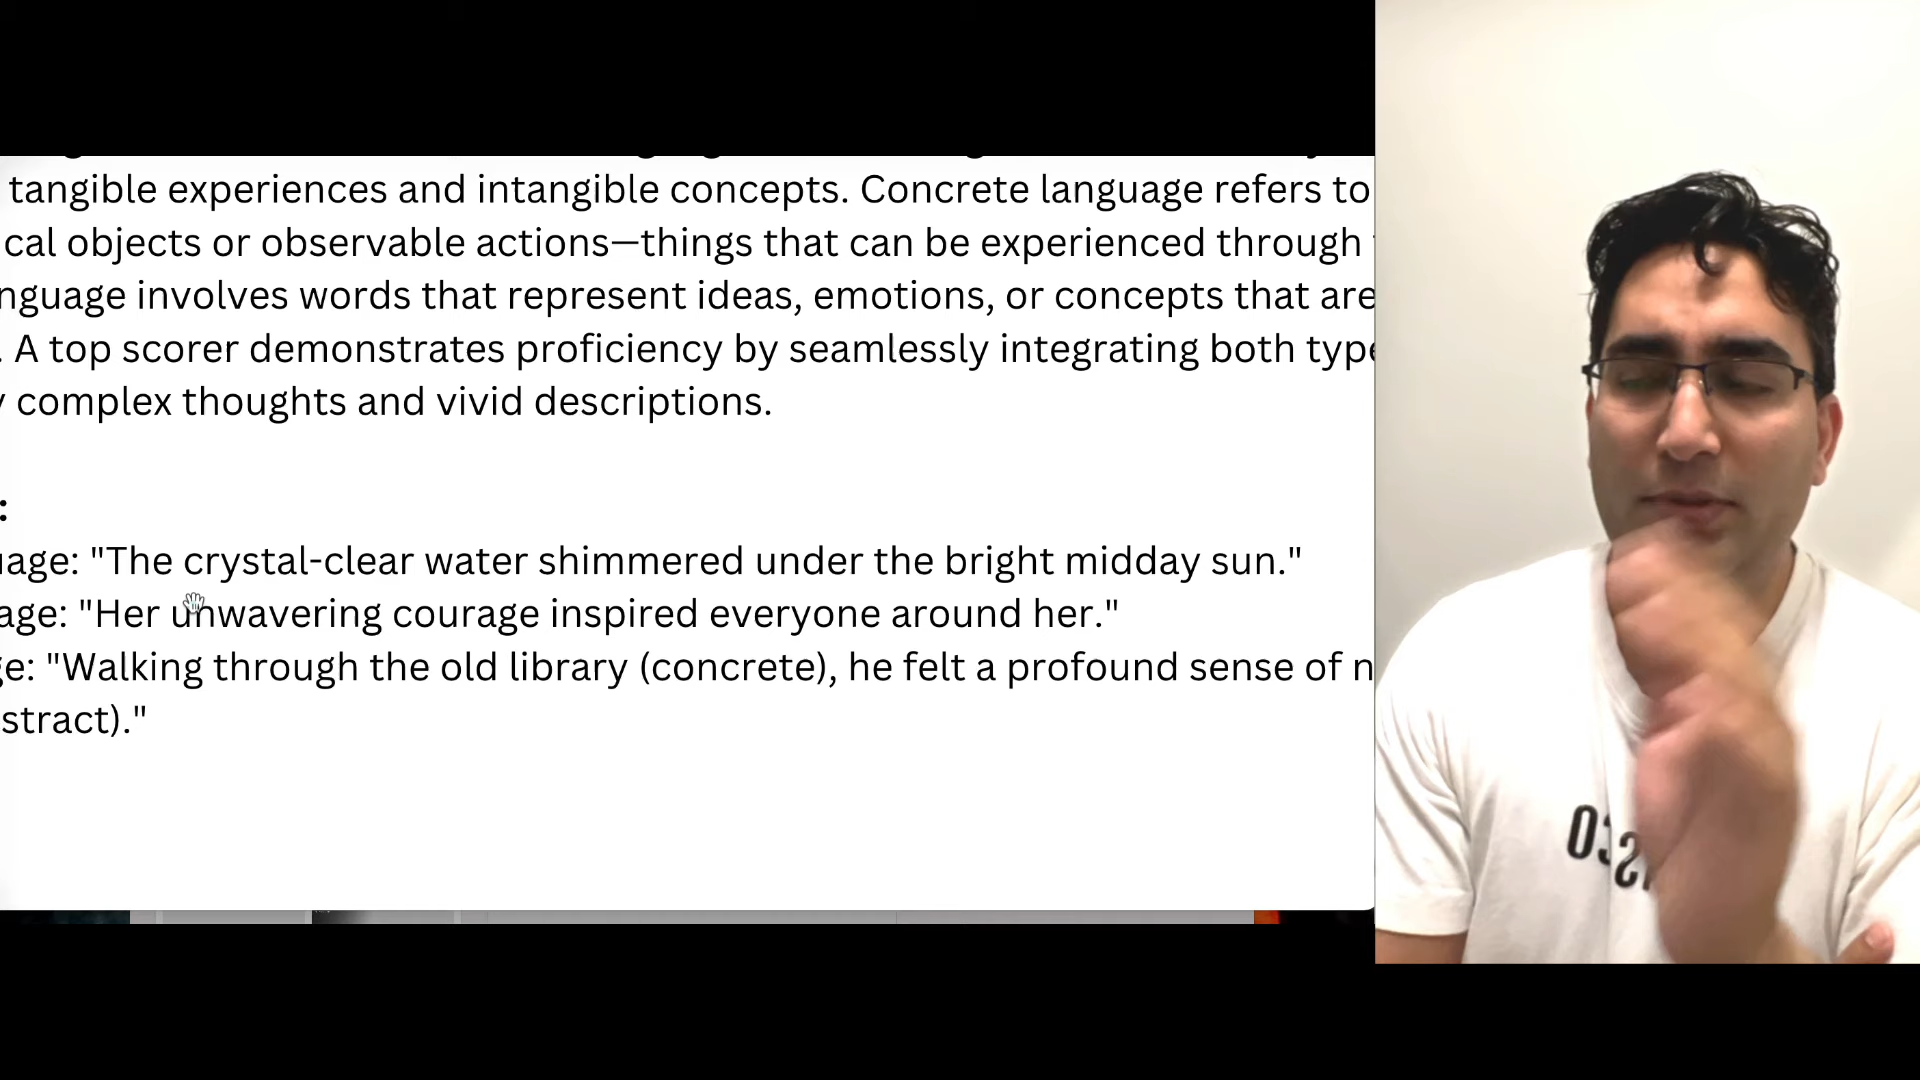 tangible experiences and intangible concepts. Concrete language refers to
cal objects or observable actions—things that can be experienced through
nguage involves words that represent ideas, emotions, or concepts that are
. A top scorer demonstrates proficiency by seamlessly integrating both type
y complex thoughts and vivid descriptions.
:
uage: "The crystal-clear water shimmered under the bright midday sun."
age: "Her unwavering courage inspired everyone around her."
ge: "Walking through the old library (concrete), he felt a profound sense of n
stract)."